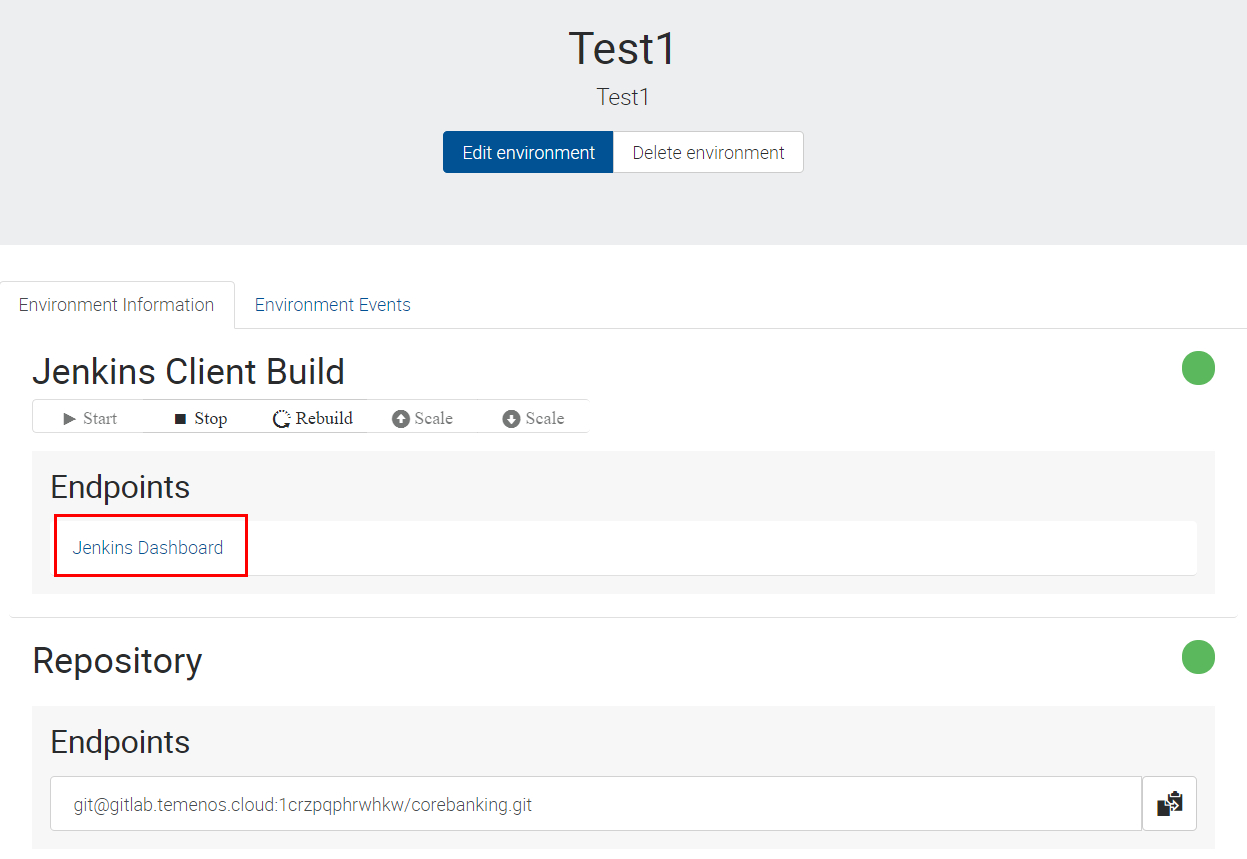 Test1
Test1
Edit environment Delete environment
Environment Information Environment Events
Jenkins Client Build
Start Stop Rebuild Scale Scale
Endpoints
Jenkins Dashboard
Repository
Endpoints
git@gitlab.temenos.cloud:1crzpqphrwhkw/corebanking.git